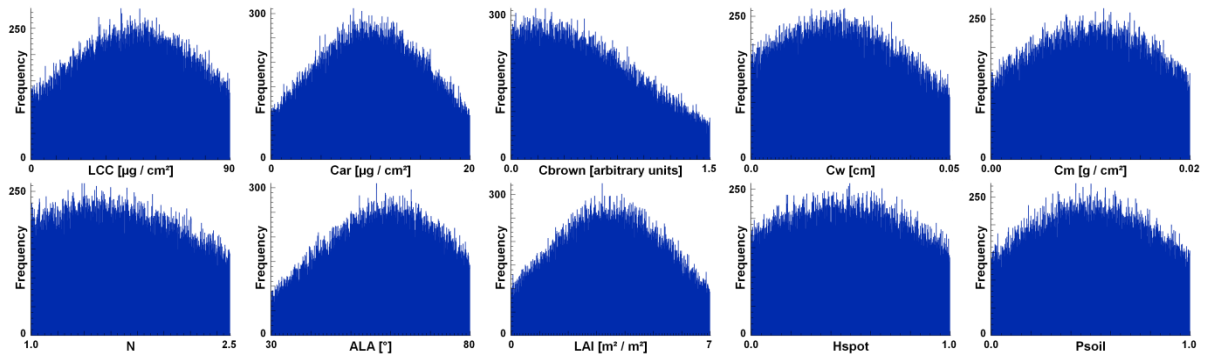 Frequency 250 0 0 90 LCC [µg / cm²]
Frequency 300 0 0 20 Car [µg / cm²]
Frequency 300 0 0.0 1.5 Cbrown [arbitrary units]
Frequency 250 0 0.0 0.05 Cw [cm]
Frequency 250 0 0.00 0.02 Cm [g / cm²]
Frequency 250 0 1.0 2.5 N
Frequency 300 0 30 80 ALA [°]
Frequency 300 0 0 7 LAI [m² / m²]
Frequency 250 0 0.0 1.0 Hspot
Frequency 250 0 0.0 1.0 Psoil